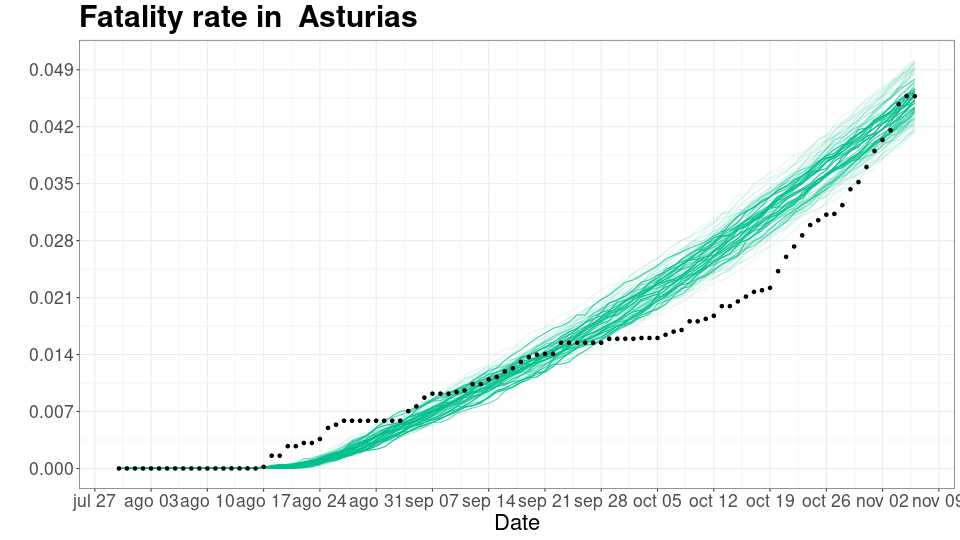 Fatality rate in  Asturias
0.049
0.042
0.035
0.028
0.021
0.014
0.007
0.000
jul 27 ago 03 ago 10 ago 17 ago 24 ago 31 sep 07 sep 14 sep 21 sep 28 oct 05 oct 12 oct 19 oct 26 nov 02 nov 09
Date